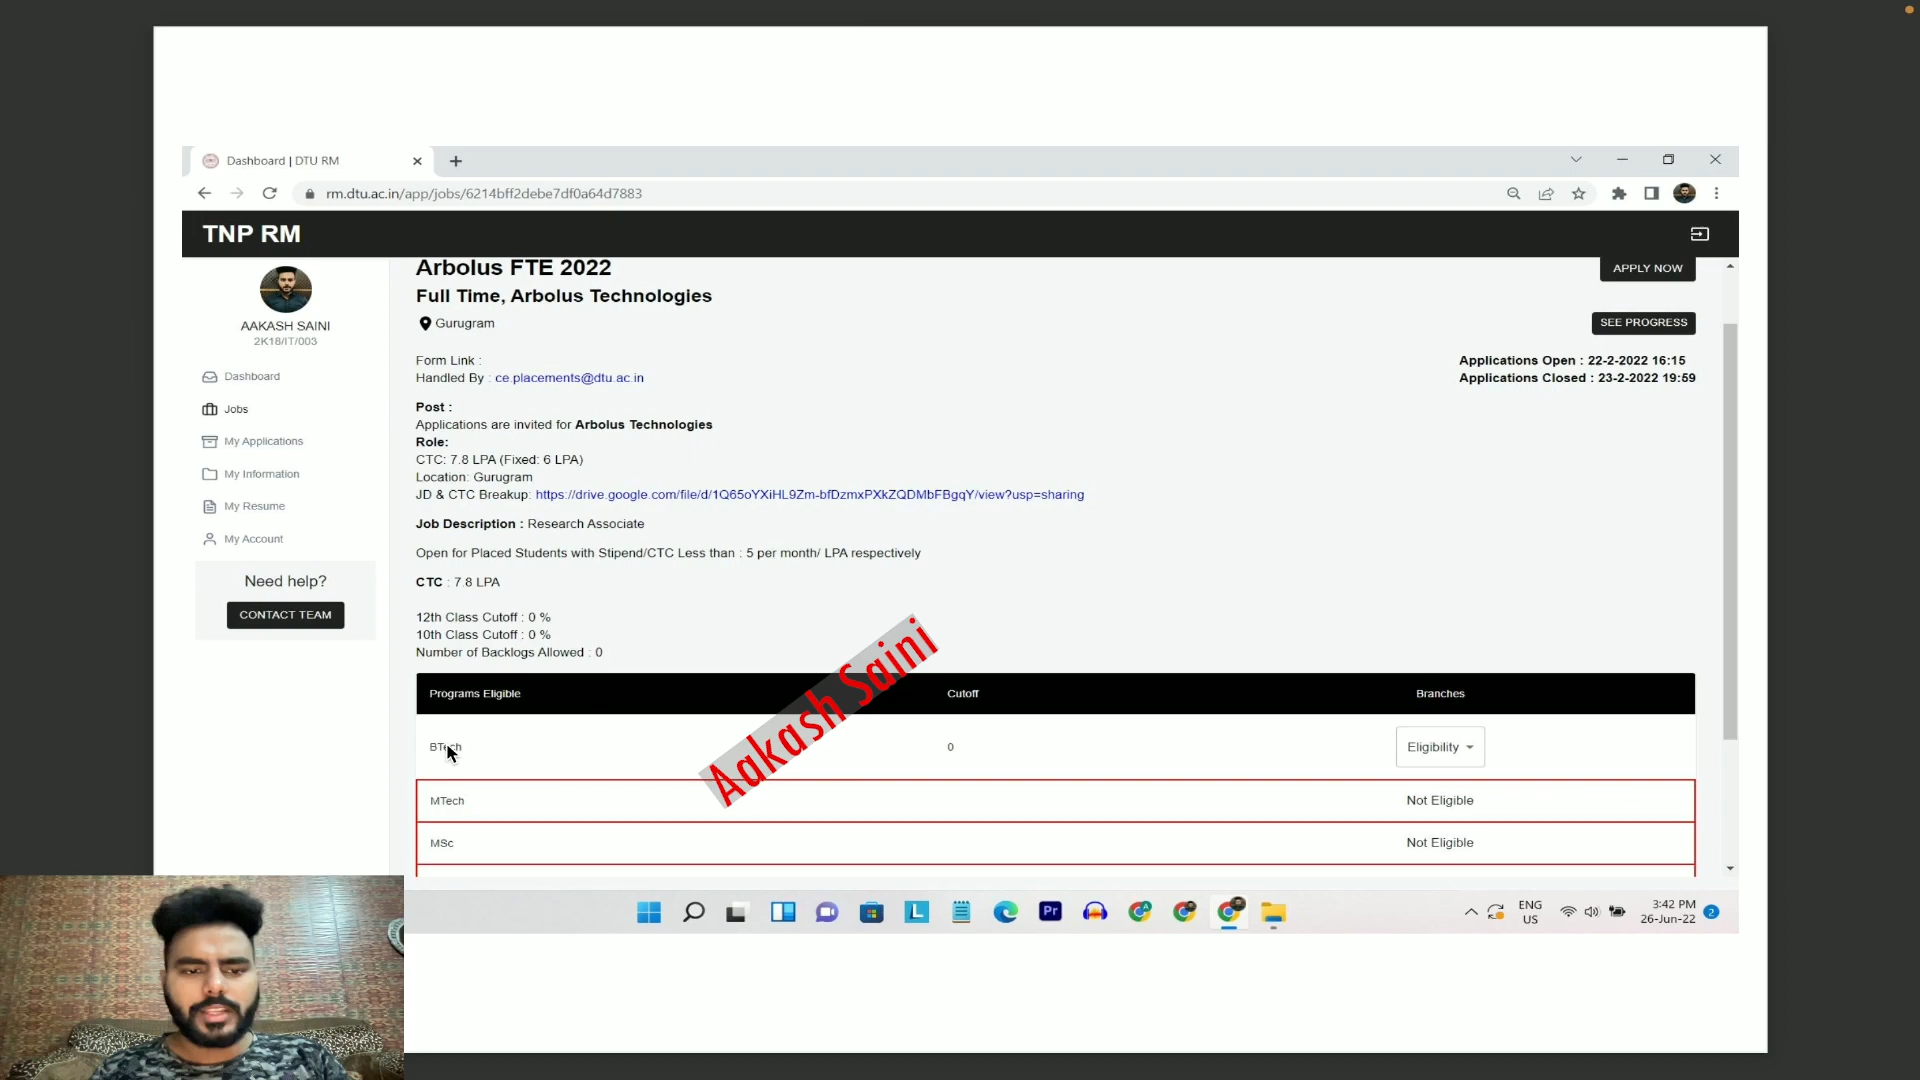 Dashboard | DTU RM
rm.dtu.ac.in/app/jobs/6214bff2debe7df0a64d7883
TNP RM
AAKASH SAINI
2K18/IT/003
Dashboard
Jobs
My Applications
My Information
My Resume
My Account
Need help?
CONTACT TEAM
Arbolus FTE 2022
APPLY NOW
Full Time, Arbolus Technologies
Gurugram
SEE PROGRESS
Form Link :
Handled By : ce.placements@dtu.ac.in
Applications Open : 22-2-2022 16:15
Applications Closed : 23-2-2022 19:59
Post :
Applications are invited for Arbolus Technologies
Role:
CTC: 7.8 LPA (Fixed: 6 LPA)
Location: Gurugram
JD & CTC Breakup: https://drive.google.com/file/d/1Q65oYXiHL9Zm-bfDzmxPXkZQDMbFBgqY/view?usp=sharing
Job Description : Research Associate
Open for Placed Students with Stipend/CTC Less than : 5 per month/ LPA respectively
CTC : 7.8 LPA
12th Class Cutoff : 0 %
10th Class Cutoff : 0 %
Number of Backlogs Allowed : 0
Aakash Saini
Programs Eligible Cutoff Branches
BTech 0 Eligibility
MTech Not Eligible
MSc Not Eligible
L
Pr
A
ENG
US
3:42 PM
26-Jun-22
2